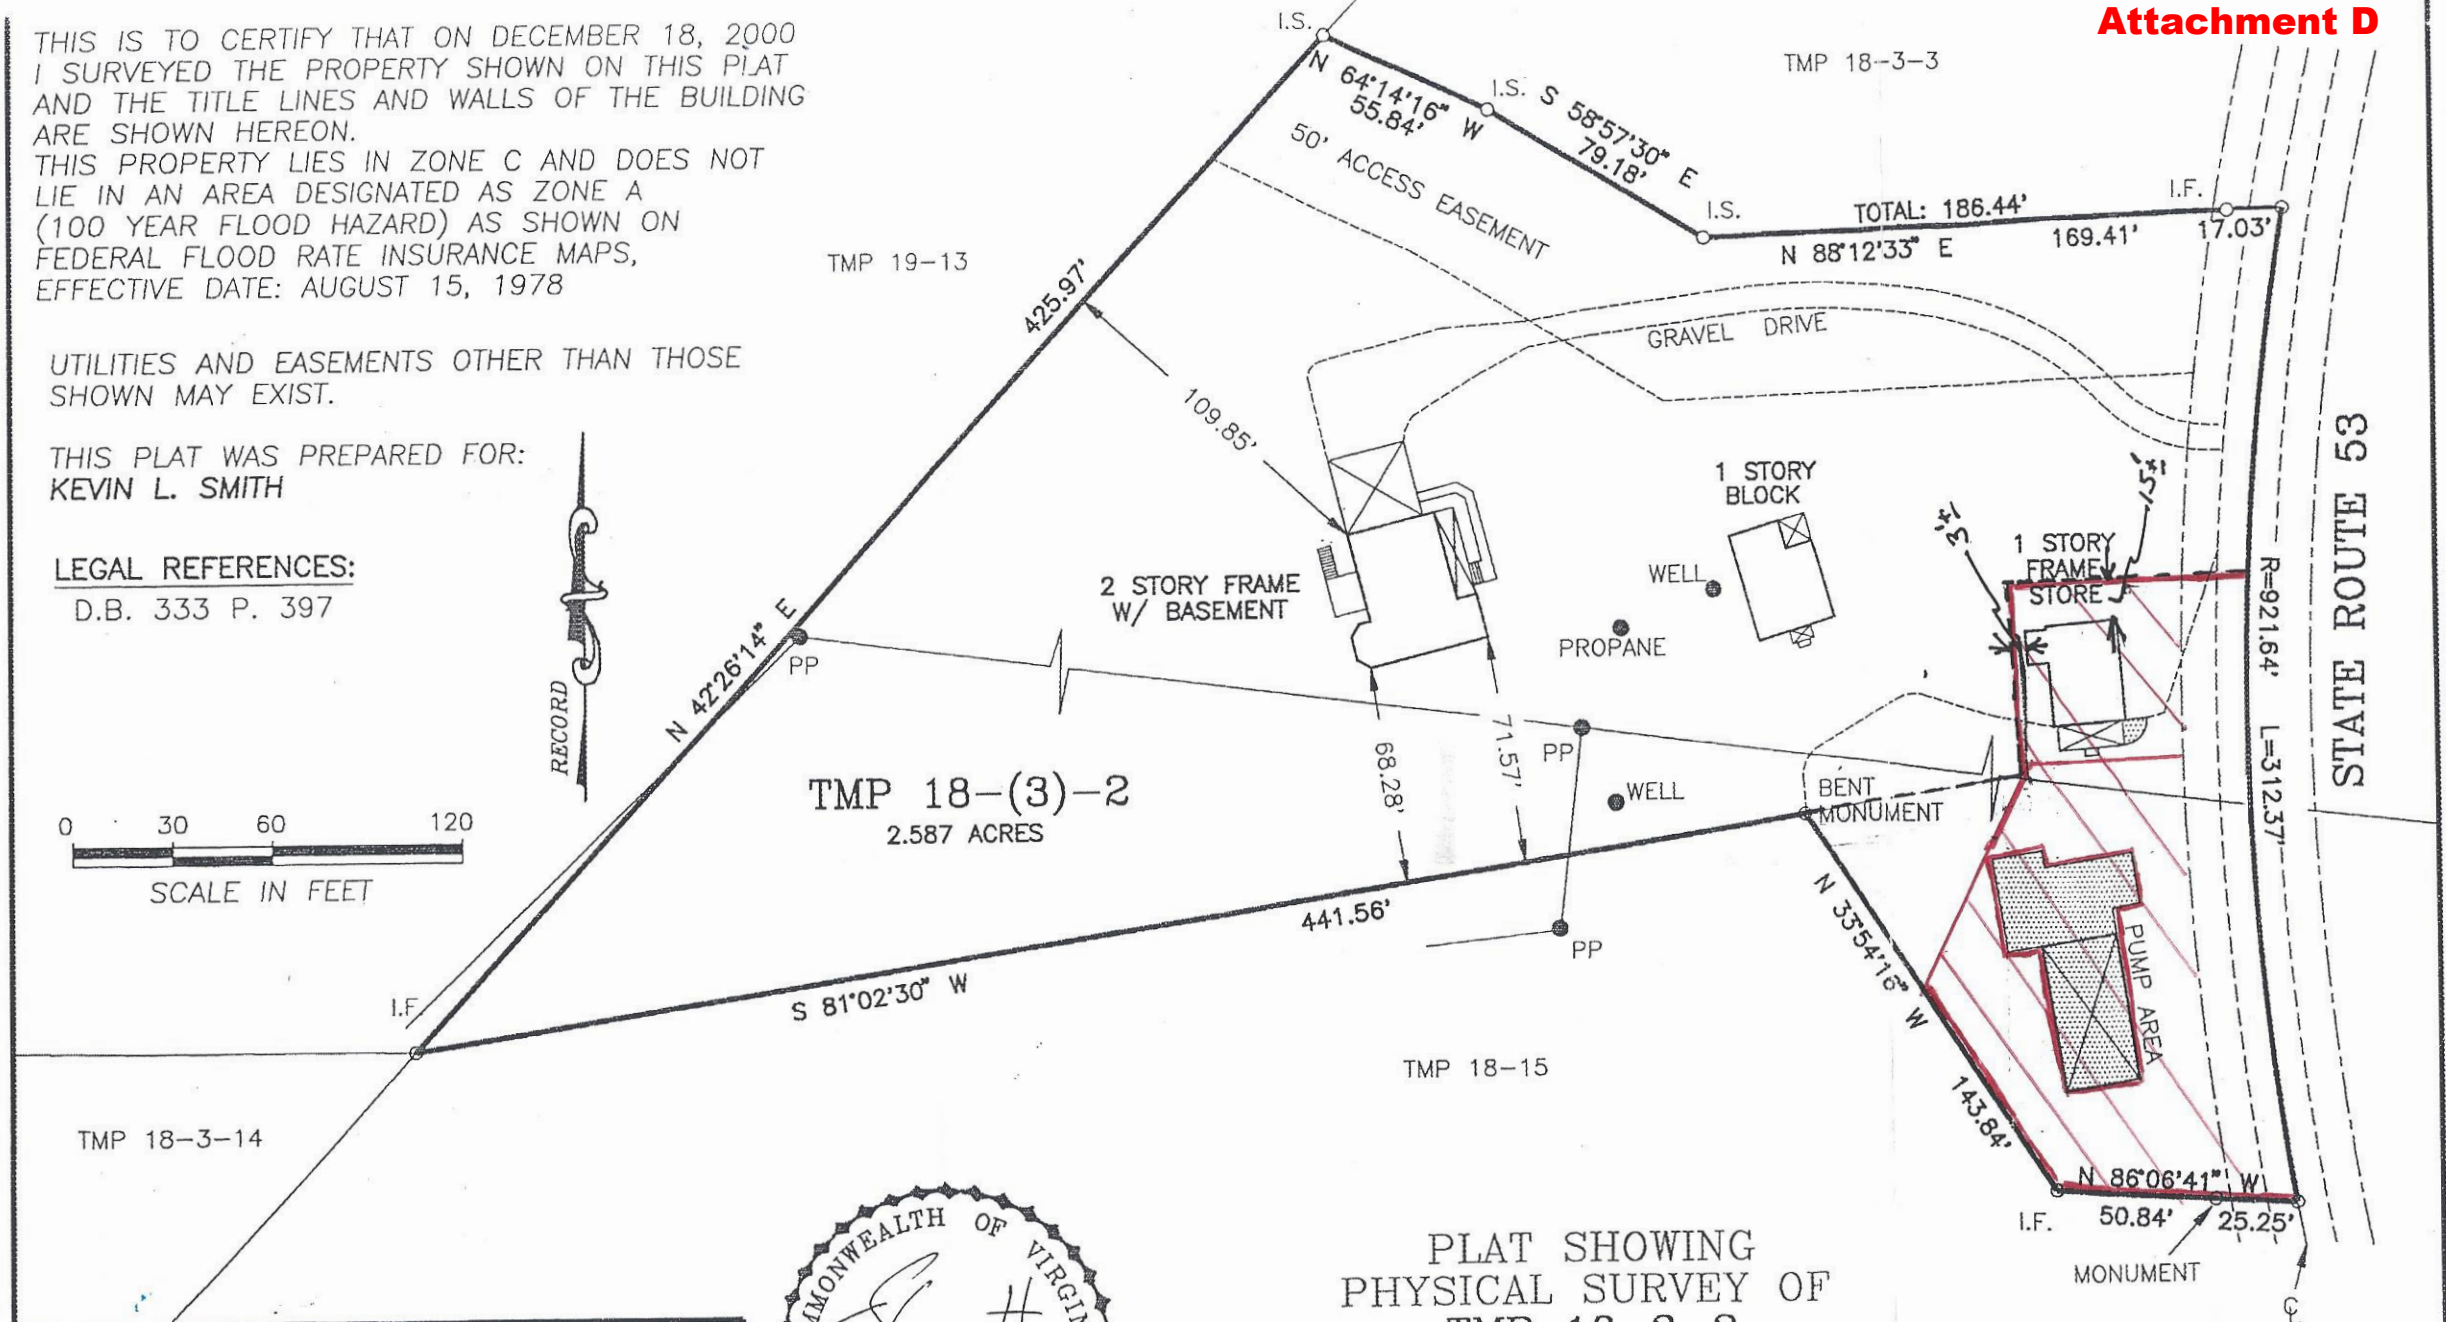 Attachment D
THIS IS TO CERTIFY THAT ON DECEMBER 18, 2000
I SURVEYED THE PROPERTY SHOWN ON THIS PLAT
AND THE TITLE LINES AND WALLS OF THE BUILDING
ARE SHOWN HEREON.
THIS PROPERTY LIES IN ZONE C AND DOES NOT
LIE IN AN AREA DESIGNATED AS ZONE A
(100 YEAR FLOOD HAZARD) AS SHOWN ON
FEDERAL FLOOD RATE INSURANCE MAPS,
EFFECTIVE DATE: AUGUST 15, 1978
UTILITIES AND EASEMENTS OTHER THAN THOSE
SHOWN MAY EXIST.
THIS PLAT WAS PREPARED FOR:
KEVIN L. SMITH
LEGAL REFERENCES:
D.B. 333 P. 397
RECORD
0 30 60 120
SCALE IN FEET
I.S.
N 64°14'16" W
55.84'
I.S.
S 58°57'30" E
79.18'
I.S.
TMP 18-3-3
TOTAL: 186.44'
I.F.
N 88°12'33" E
169.41'
17.03'
50' ACCESS EASEMENT
TMP 19-13
425.97'
GRAVEL DRIVE
109.85'
1 STORY
BLOCK
3'±
15'±
1 STORY
FRAME
STORE
STATE ROUTE 53
R=921.64' L=312.37'
2 STORY FRAME
W/ BASEMENT
WELL
PROPANE
N 42°26'14" E
PP
PP
71.57'
68.28'
WELL
BENT
MONUMENT
TMP 18-(3)-2
2.587 ACRES
441.56'
S 81°02'30" W
PP
N 33°54'16" W
143.84'
PUMP AREA
I.F.
TMP 18-15
TMP 18-3-14
N 86°06'41" W
I.F.
50.84'
25.25'
MONUMENT
PLAT SHOWING
PHYSICAL SURVEY OF